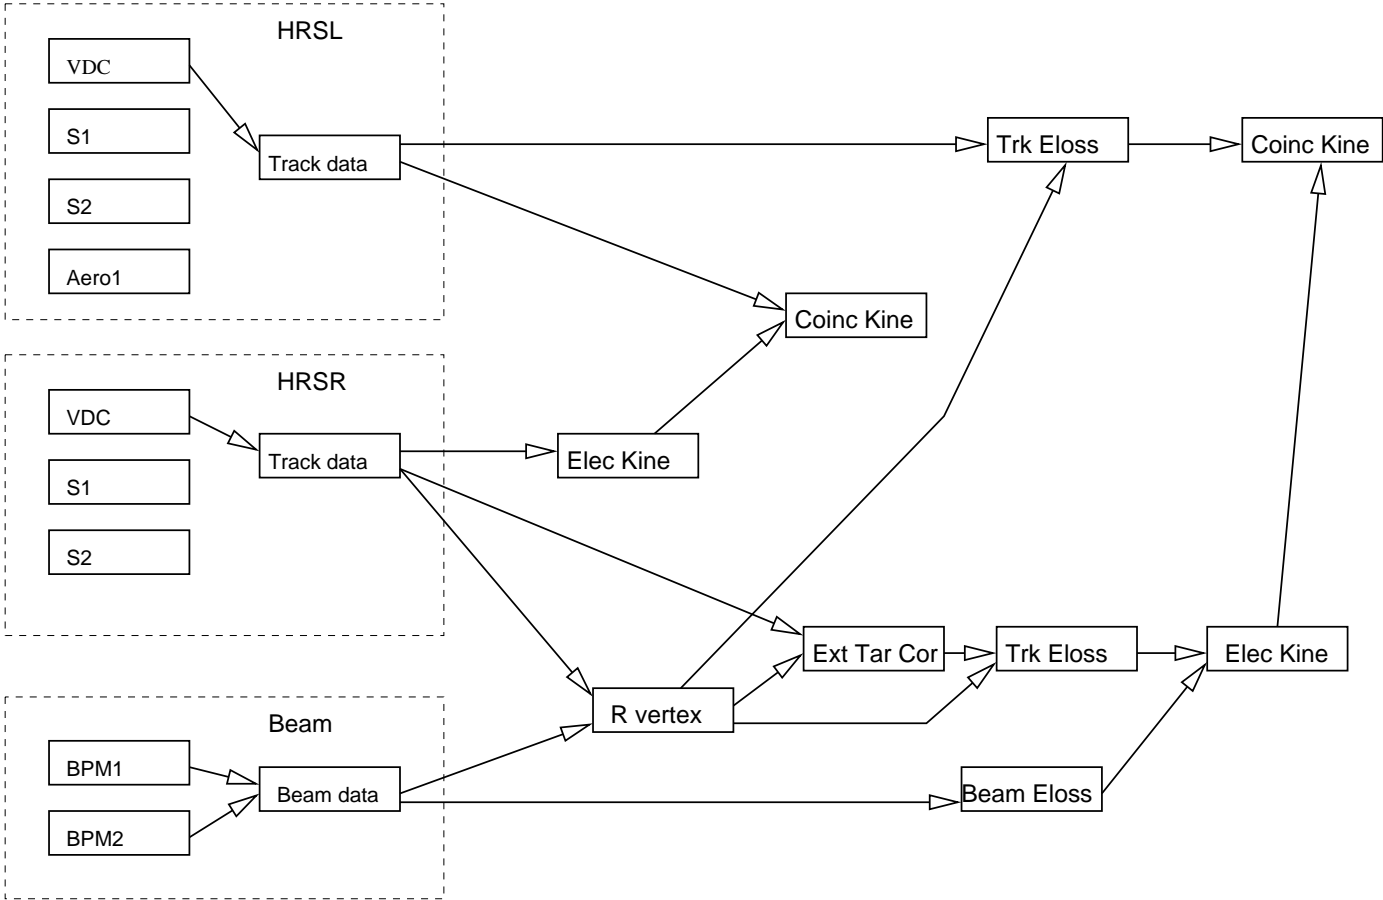 HRSL
VDC
S1
S2
Aero1
Track data
Trk Eloss
Coinc Kine
Coinc Kine
HRSR
VDC
S1
S2
Track data
Elec Kine
Ext Tar Cor
Trk Eloss
Elec Kine
R vertex
Beam
BPM1
BPM2
Beam data
Beam Eloss